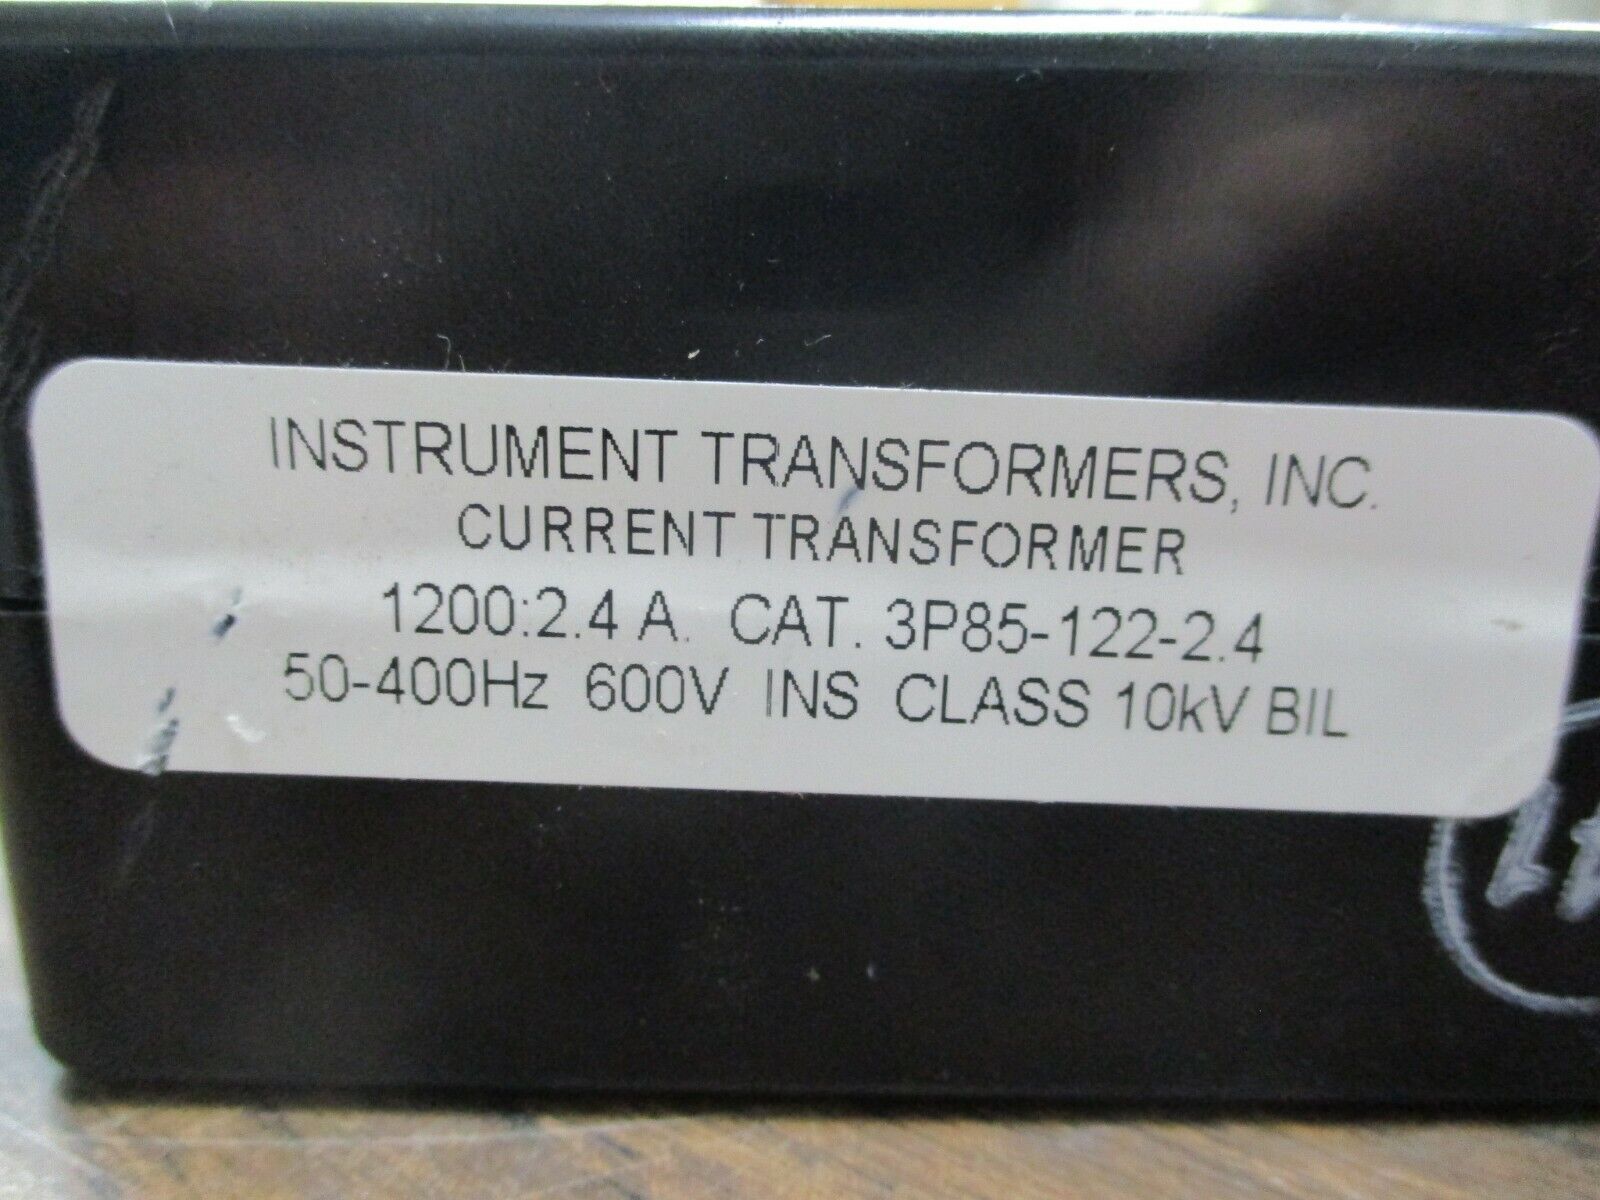 INSTRUMENT TRANSFORMERS, INC.
CURRENT TRANSFORMER
1200:2.4 A. CAT. 3P85-122-2.4
50-400Hz 600V INS CLASS 10kV BIL